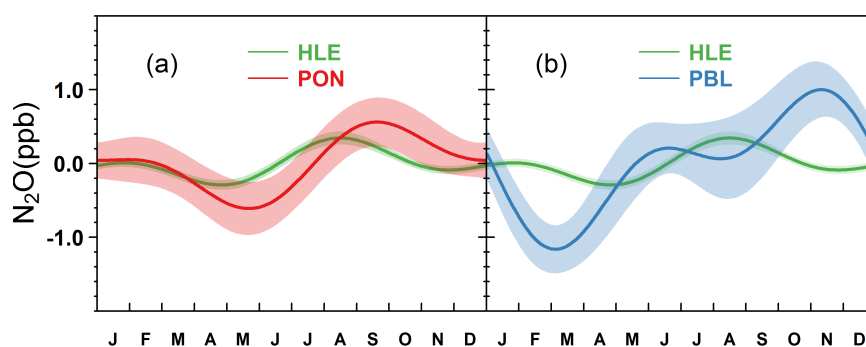 (a)
HLE
PON
(b)
HLE
PBL
N₂O(ppb)
1.0
0.0
-1.0
J F M A M J J A S O N D
J F M A M J J A S O N D